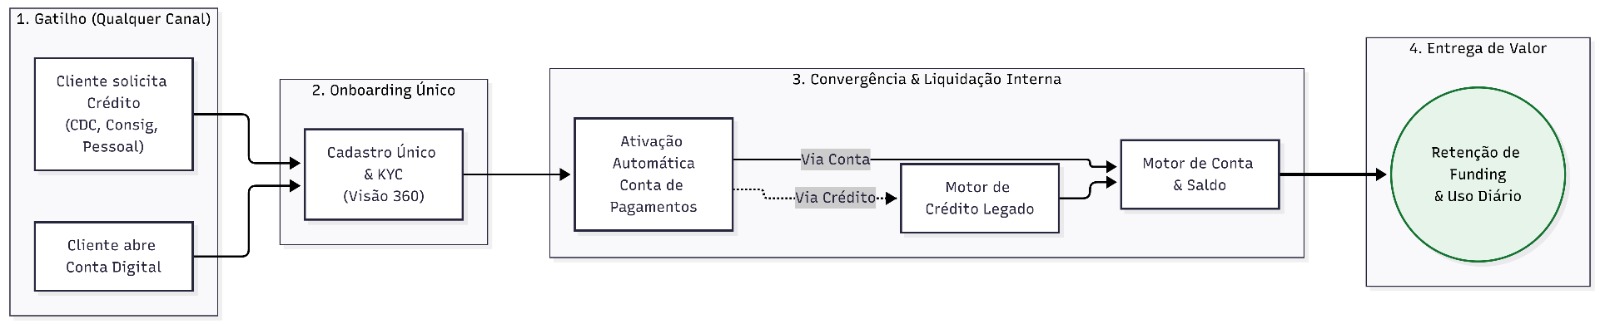 1. Gatilho (Qualquer Canal)
Cliente solicita
Crédito
(CDC, Consig,
Pessoal)
Cliente abre
Conta Digital
2. Onboarding Único
Cadastro Único
& KYC
(Visão 360)
3. Convergência & Liquidação Interna
Ativação
Automática
Conta de
Pagamentos
Via Conta
Via Crédito
Motor de
Crédito Legado
Motor de Conta
& Saldo
4. Entrega de Valor
Retenção de
Funding
& Uso Diário